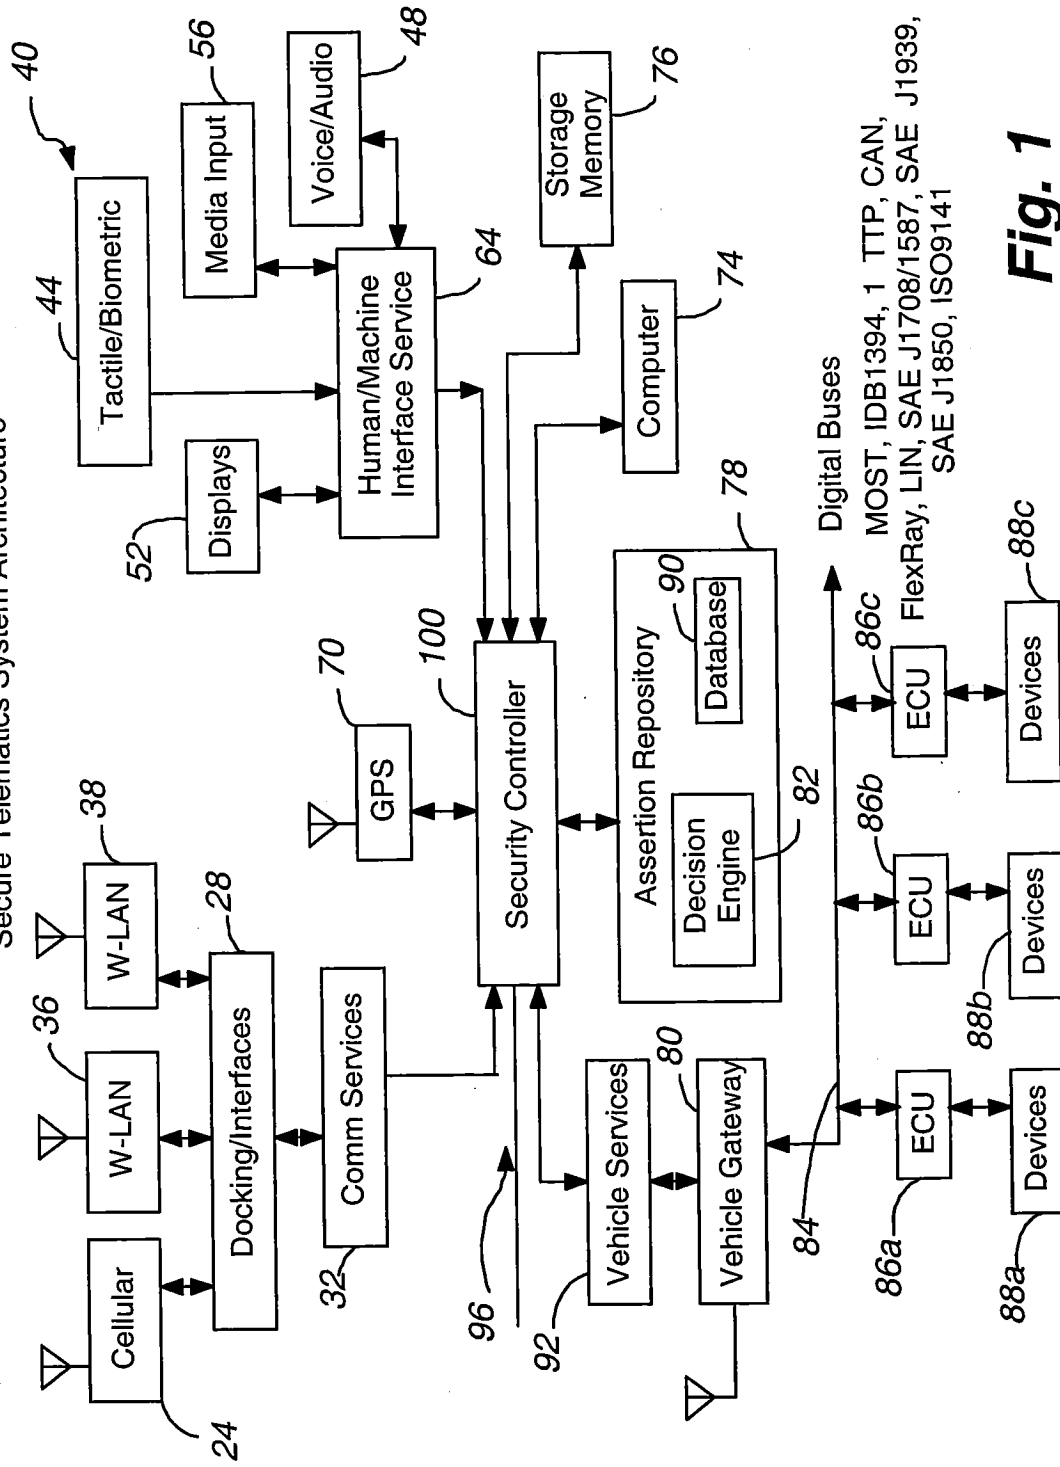 Secure Telematics System Architecture
40
36
38
44
56
24
Cellular
W-LAN
W-LAN
70
52
Displays
Tactile/Biometric
Media Input
Voice/Audio
48
28
Docking/Interfaces
GPS
Human/Machine
Interface Service
64
32
Comm Services
100
96
Security Controller
Storage
Memory
76
92
Vehicle Services
Computer
74
80
Vehicle Gateway
Assertion Repository
Decision
Engine
82
90
Database
78
84
Digital Buses
86a
ECU
86b
ECU
86c
ECU
MOST, IDB1394, 1 TTP, CAN,
FlexRay, LIN, SAE J1708/1587, SAE J1939,
SAE J1850, ISO9141
88a
Devices
88b
Devices
88c
Devices
Fig. 1